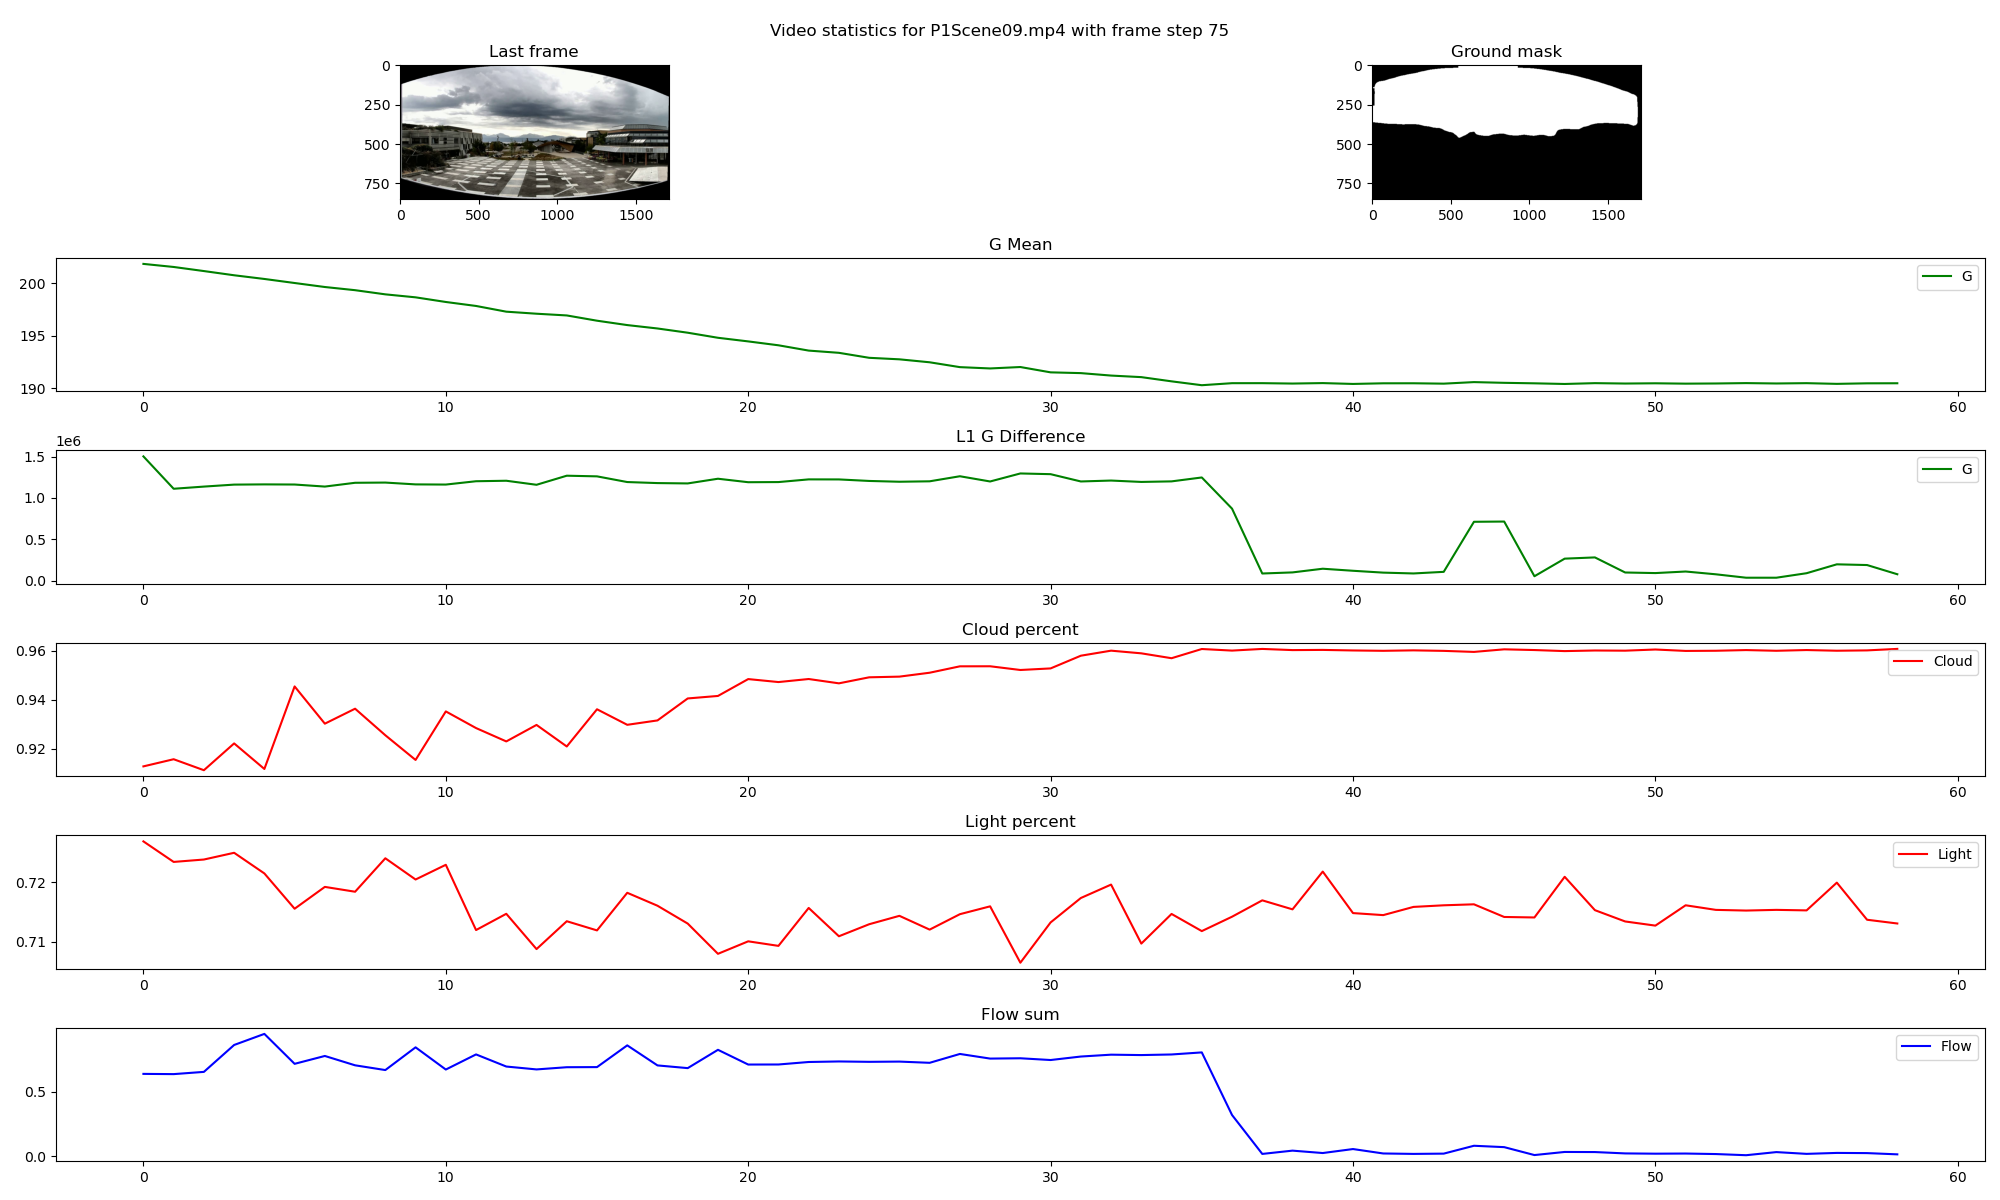 Video statistics for P1Scene09.mp4 with frame step 75
Last frame
0
250
500
750
0 500 1000 1500
Ground mask
0
250
500
750
0 500 1000 1500
G Mean
200
195
190
G
0 10 20 30 40 50 60
L1 G Difference
1e6
1.5
1.0
0.5
0.0
G
0 10 20 30 40 50 60
Cloud percent
0.96
0.94
0.92
Cloud
0 10 20 30 40 50 60
Light percent
0.72
0.71
Light
0 10 20 30 40 50 60
Flow sum
0.5
0.0
Flow
0 10 20 30 40 50 60